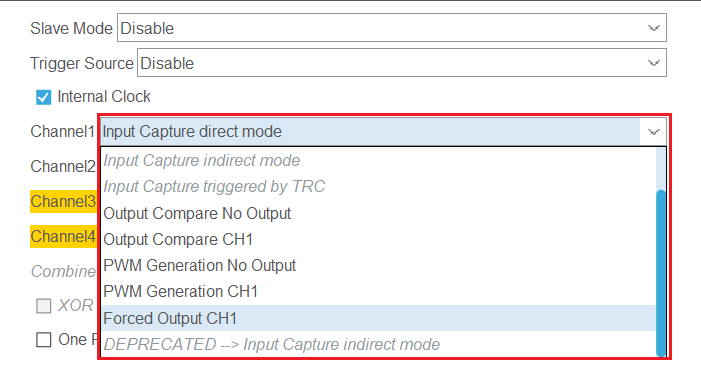 Slave Mode Disable
Trigger Source Disable
Internal Clock
Channel1 Input Capture direct mode
Channel2 Input Capture indirect mode
Input Capture triggered by TRC
Channel3 Output Compare No Output
Channel4 Output Compare CH1
Combine PWM Generation No Output
PWM Generation CH1
XOR Forced Output CH1
One DEPRECATED --> Input Capture indirect mode